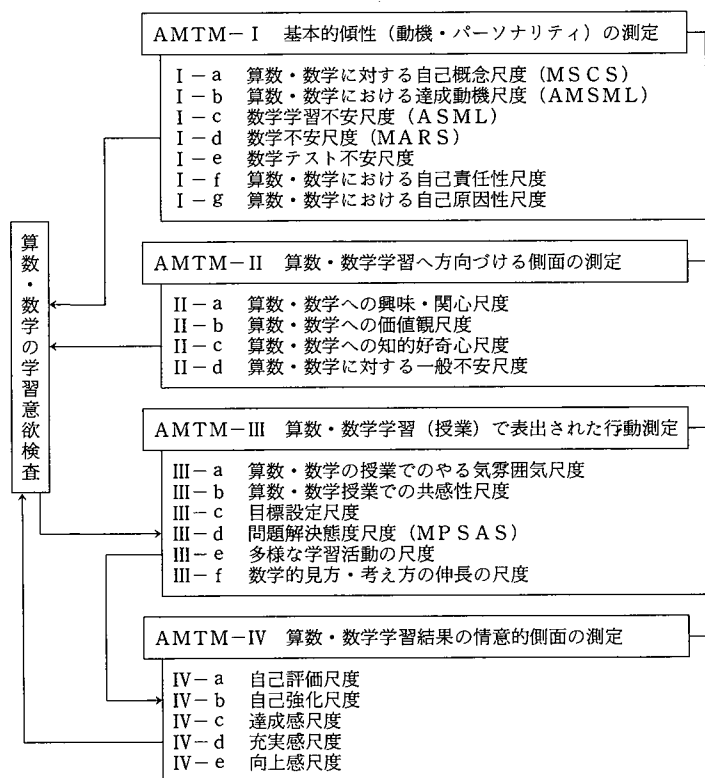 AMTM－Ⅰ　基本的傾性（動機・パーソナリティ）の測定
Ⅰ－a　算数・数学に対する自己概念尺度（MSCS）
Ⅰ－b　算数・数学における達成動機尺度（AMSML）
Ⅰ－c　数学学習不安尺度（ASML）
Ⅰ－d　数学不安尺度（MARS）
Ⅰ－e　数学テスト不安尺度
Ⅰ－f　算数・数学における自己責任性尺度
Ⅰ－g　算数・数学における自己原因性尺度
算数・数学の学習意欲検査
AMTM－Ⅱ　算数・数学学習へ方向づける側面の測定
Ⅱ－a　算数・数学への興味・関心尺度
Ⅱ－b　算数・数学への価値観尺度
Ⅱ－c　算数・数学への知的好奇心尺度
Ⅱ－d　算数・数学に対する一般不安尺度
AMTM－Ⅲ　算数・数学学習（授業）で表出された行動測定
Ⅲ－a　算数・数学の授業でのやる気雰囲気尺度
Ⅲ－b　算数・数学授業での共感性尺度
Ⅲ－c　目標設定尺度
Ⅲ－d　問題解決態度尺度（MPSAS）
Ⅲ－e　多様な学習活動の尺度
Ⅲ－f　数学的見方・考え方の伸長の尺度
AMTM－Ⅳ　算数・数学学習結果の情意的側面の測定
Ⅳ－a　自己評価尺度
Ⅳ－b　自己強化尺度
Ⅳ－c　達成感尺度
Ⅳ－d　充実感尺度
Ⅳ－e　向上感尺度